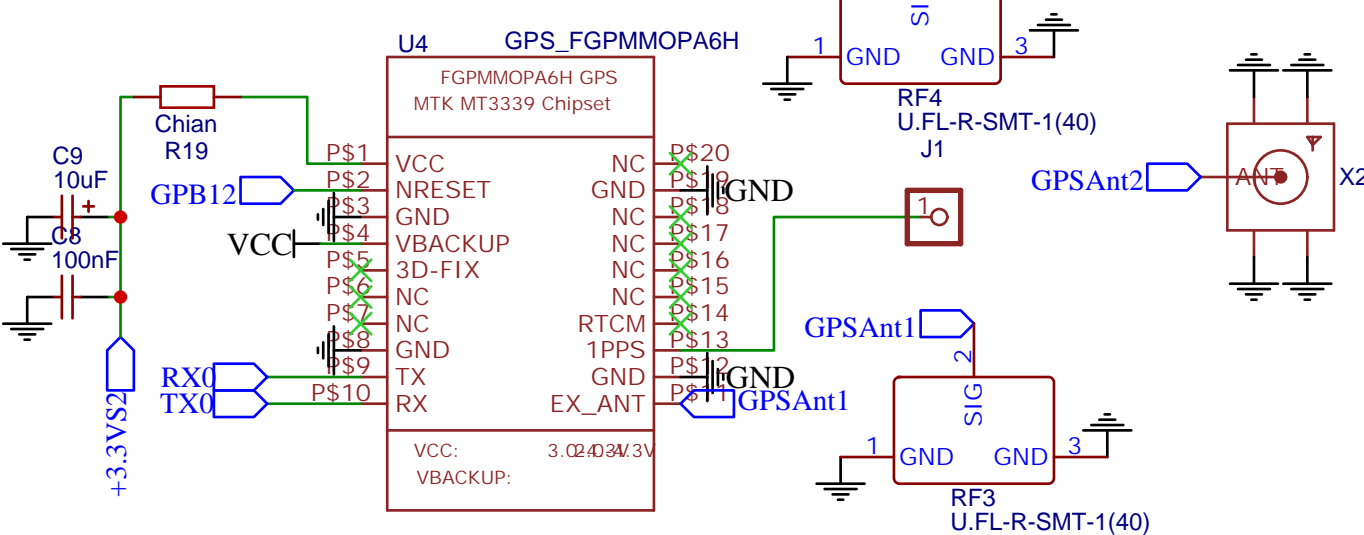 U4
GPS_FGPMMOPA6H
FGPMMOPA6H GPS
MTK MT3339 Chipset
Chian
R19
C9
10uF
+
C8
100nF
+3.3VS2
GPB12
VCC
RX0
TX0
P$1 VCC
P$2 NRESET
P$3 GND
P$4 VBACKUP
P$5 3D-FIX
P$6 NC
P$7 NC
P$8 GND
P$9 TX
P$10 RX
NC P$20
GND P$19 GND
NC P$18
NC P$17
NC P$16
NC P$15
RTCM P$14
1PPS P$13
GND P$12 GND
EX_ANT P$11 GPSAnt1
VCC:
VBACKUP:
SI
1 GND GND 3
RF4
U.FL-R-SMT-1(40)
J1
1
GPSAnt1
2
SIG
1 GND GND 3
RF3
U.FL-R-SMT-1(40)
GPSAnt2
ANT
X2